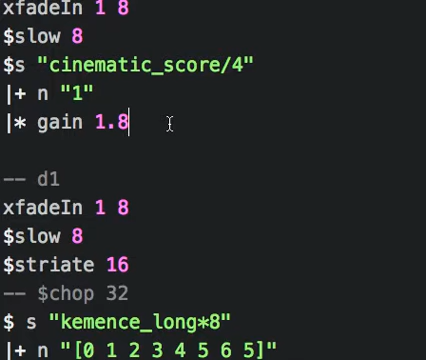 xfadeIn 1 8
$slow 8
$s "cinematic_score/4"
|+ n "1"
|* gain 1.8
-- d1
xfadeIn 1 8
$slow 8
$striate 16
-- $chop 32
$ s "kemence_long*8"
|+ n "[0 1 2 3 4 5 6 5]"